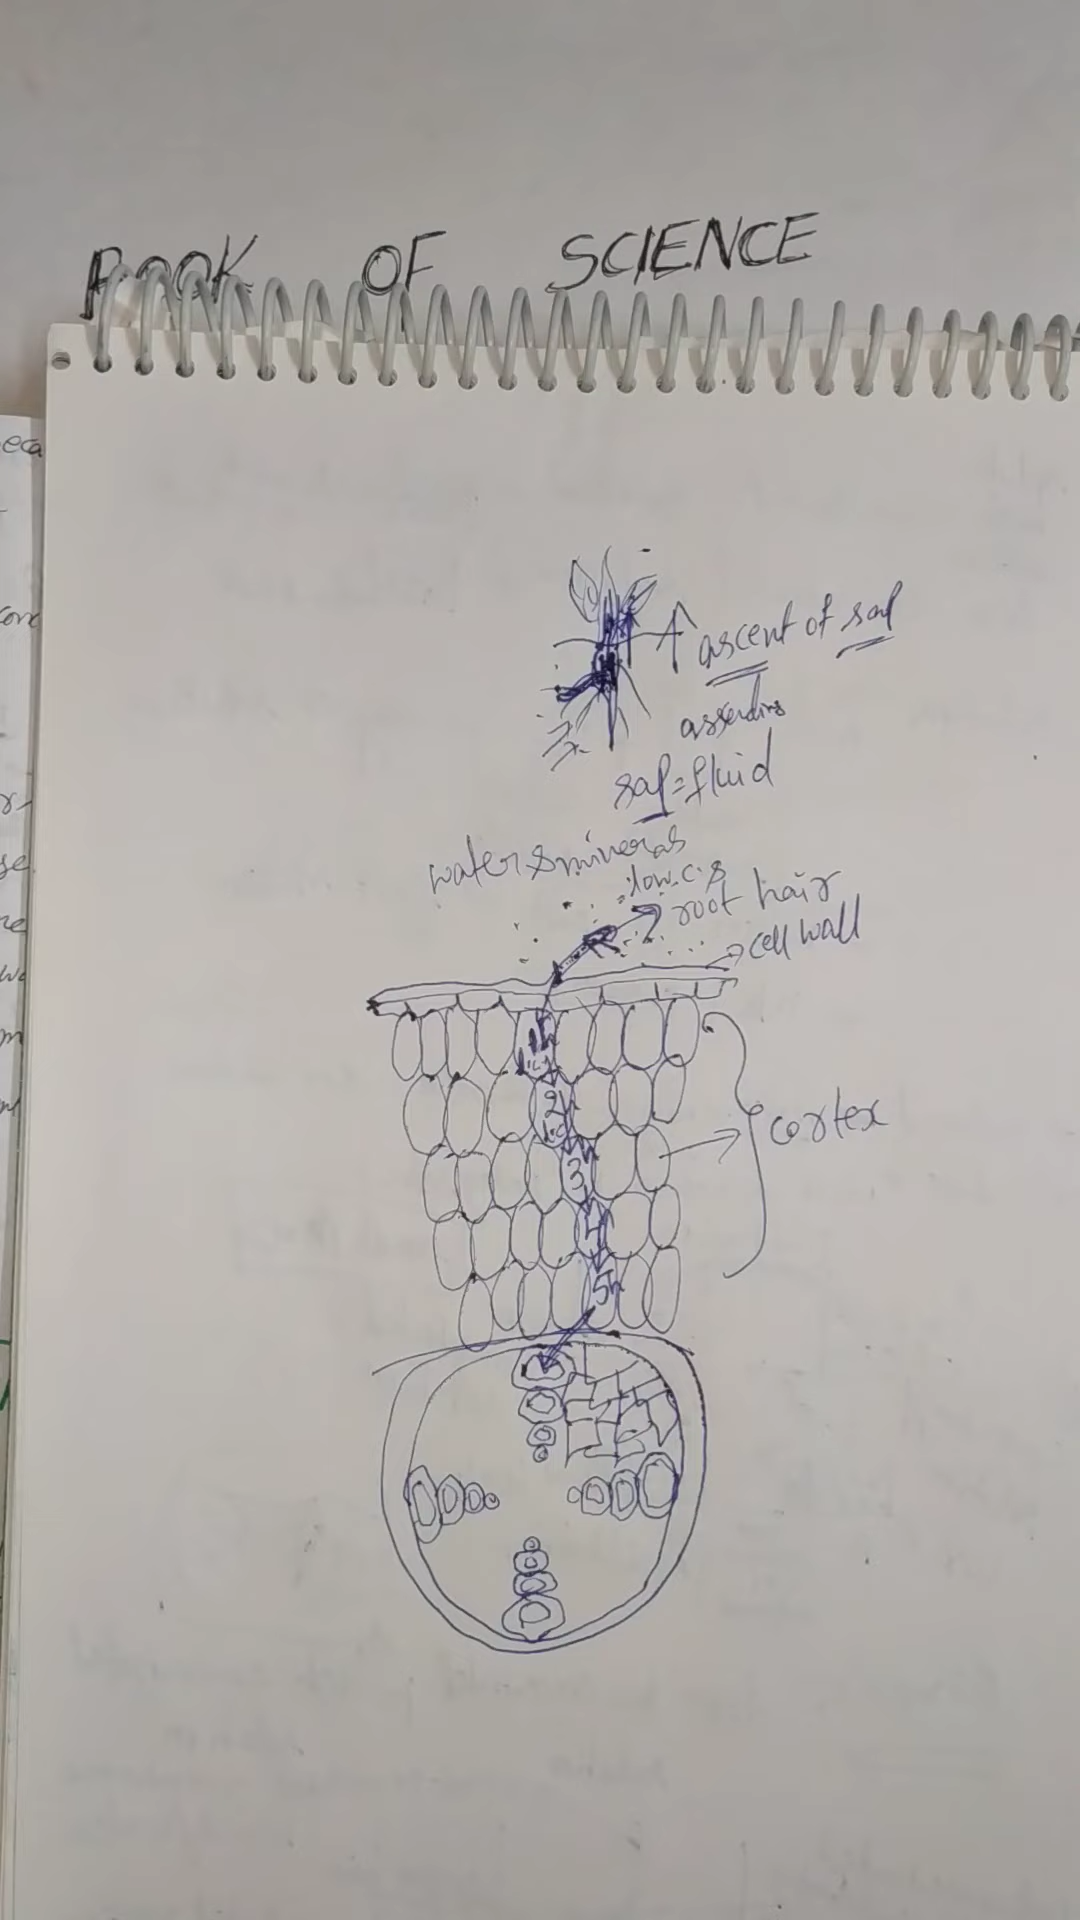 BOOK OF SCIENCE
ascent of sap
sap=fluid
water & minerals
low.c.s
root hair
cell wall
1
2
3
4
5
cortex
eca